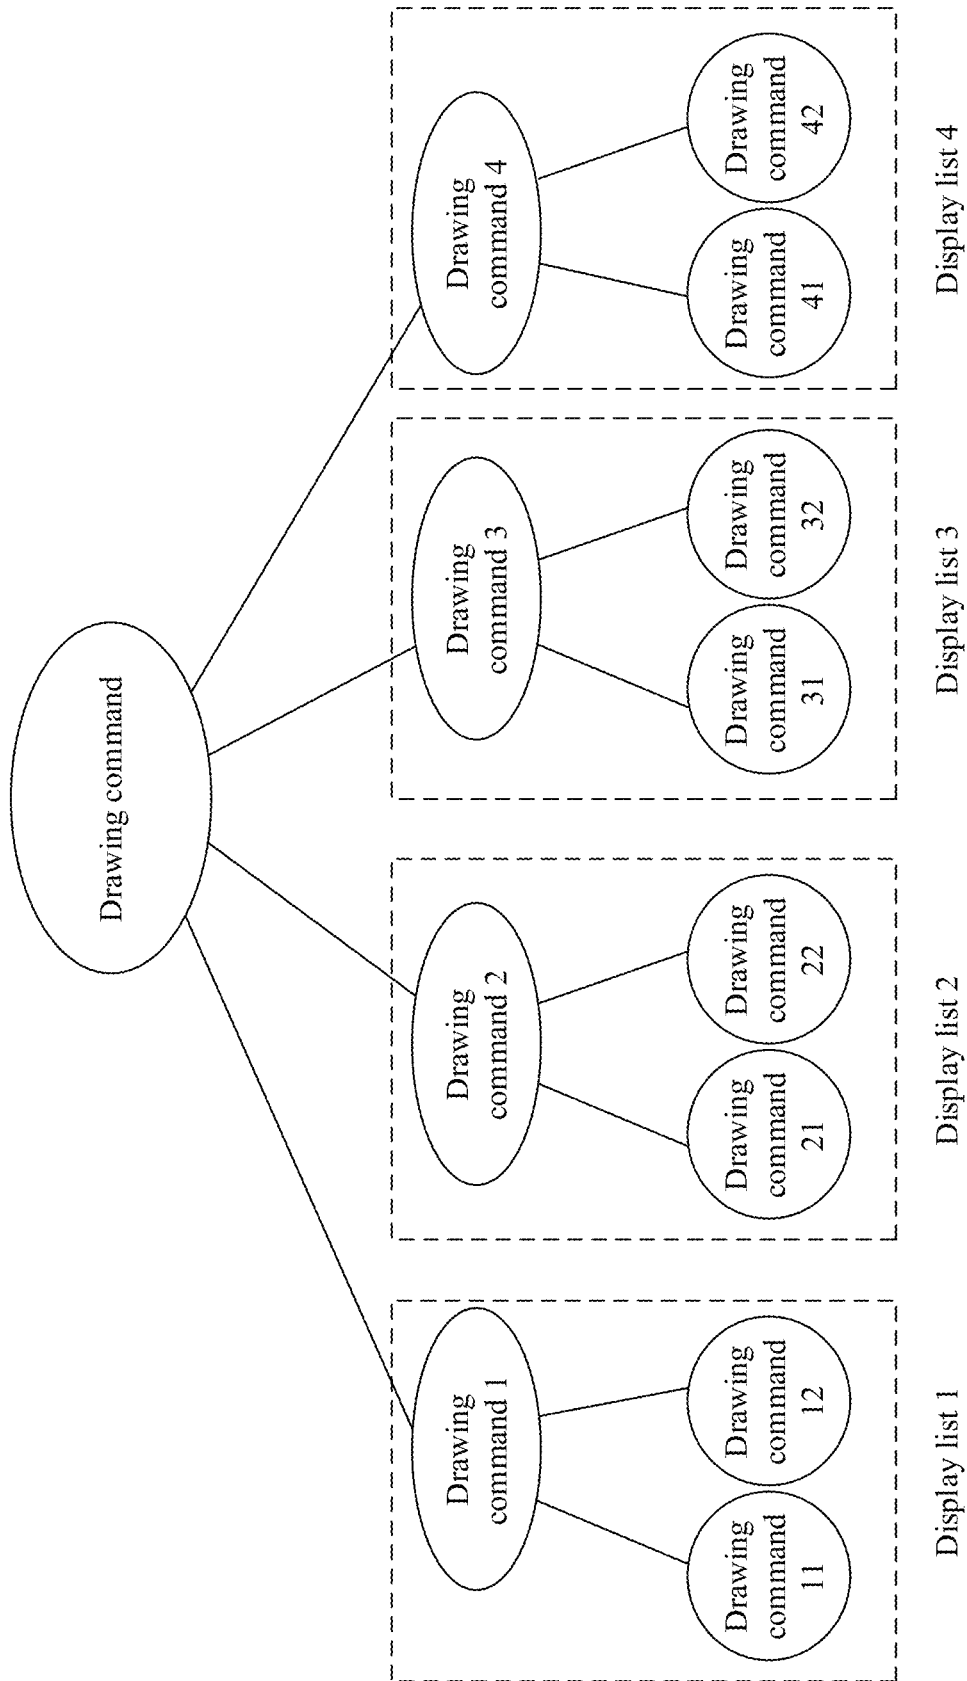 Drawing command
Drawing
command 1
Drawing
command 2
Drawing
command 3
Drawing
command 4
Drawing
command
11
Drawing
command
12
Drawing
command
21
Drawing
command
22
Drawing
command
31
Drawing
command
32
Drawing
command
41
Drawing
command
42
Display list 1
Display list 2
Display list 3
Display list 4